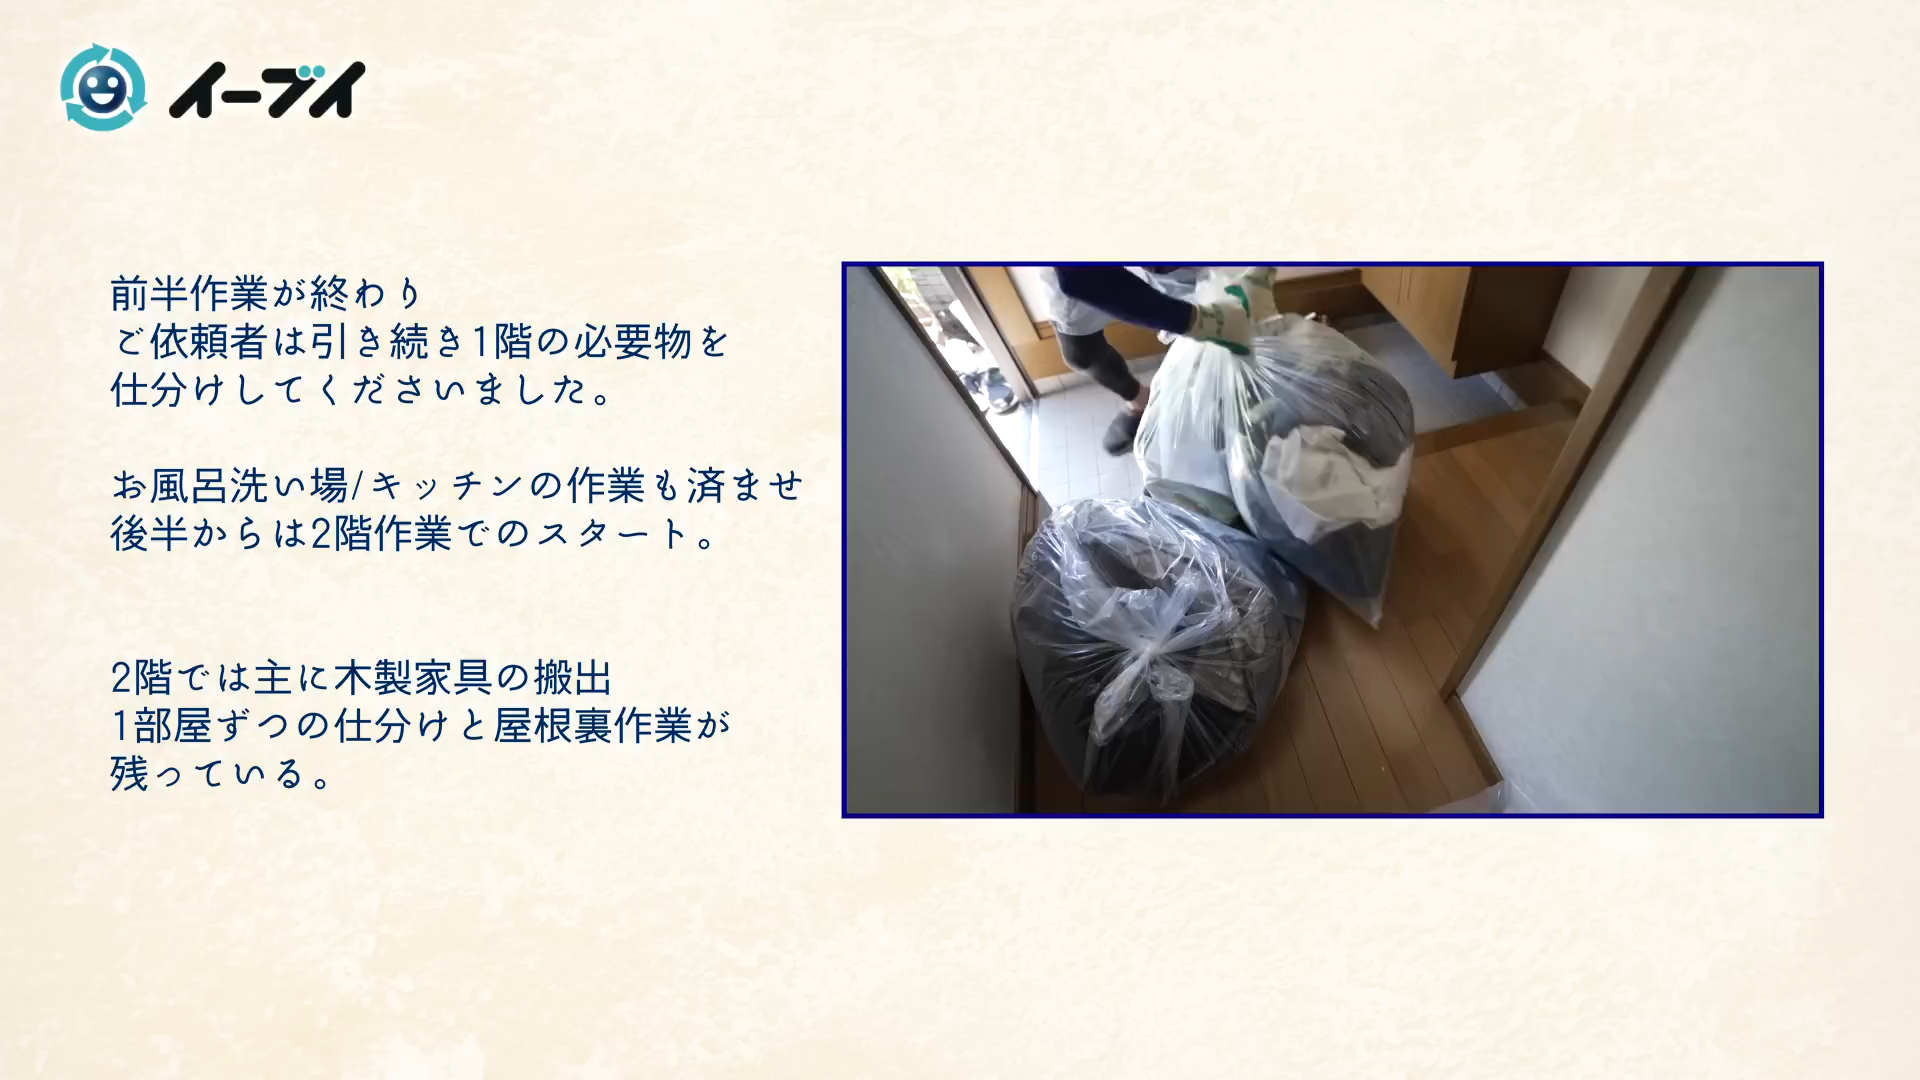 イーブイ
前半作業が終わり
ご依頼者は引き続き1階の必要物を
仕分けしてくださいました。
お風呂洗い場/キッチンの作業も済ませ
後半からは2階作業でのスタート。
2階では主に木製家具の搬出
1部屋ずつの仕分けと屋根裏作業が
残っている。